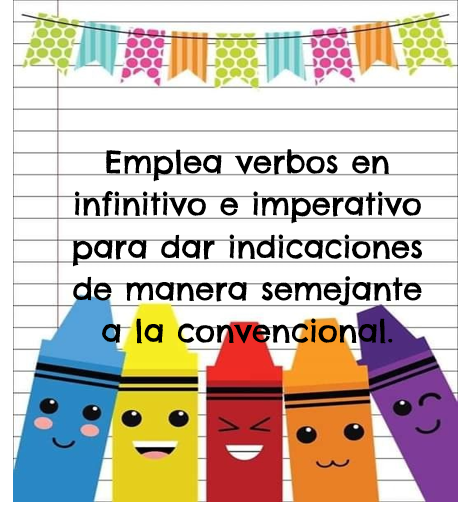 Emplea verbos en
infinitivo e imperativo
para dar indicaciones
de manera semejante
a la convencional.